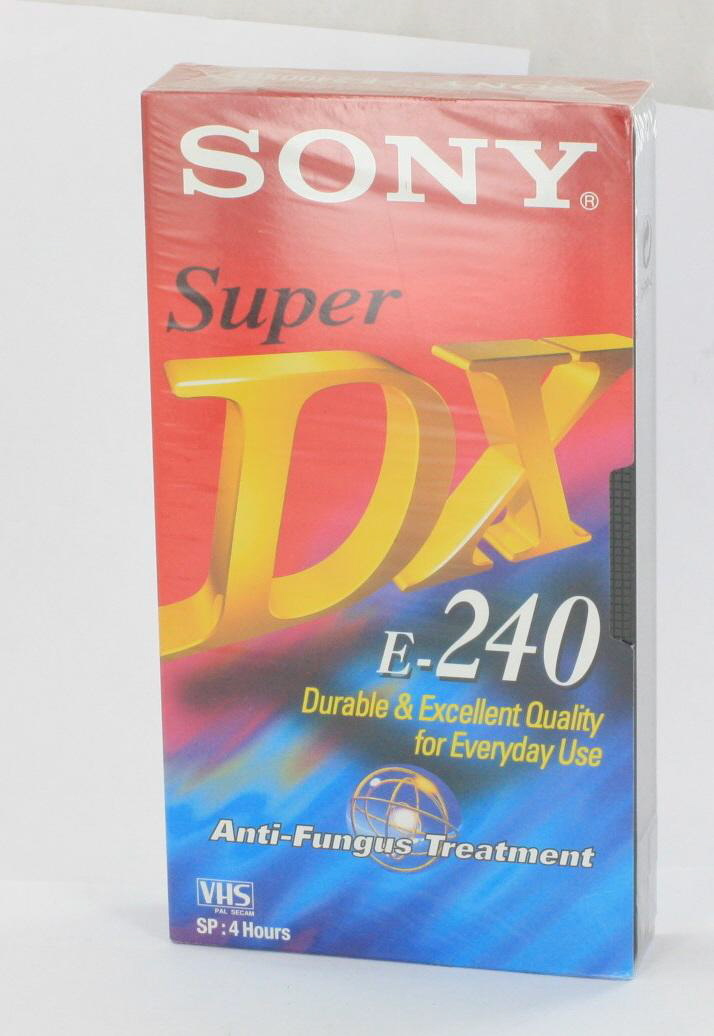 SONY®
Super
DX
E-240
Durable & Excellent Quality
for Everyday Use
Anti-Fungus Treatment
VHS
PAL SECAM
SP : 4 Hours